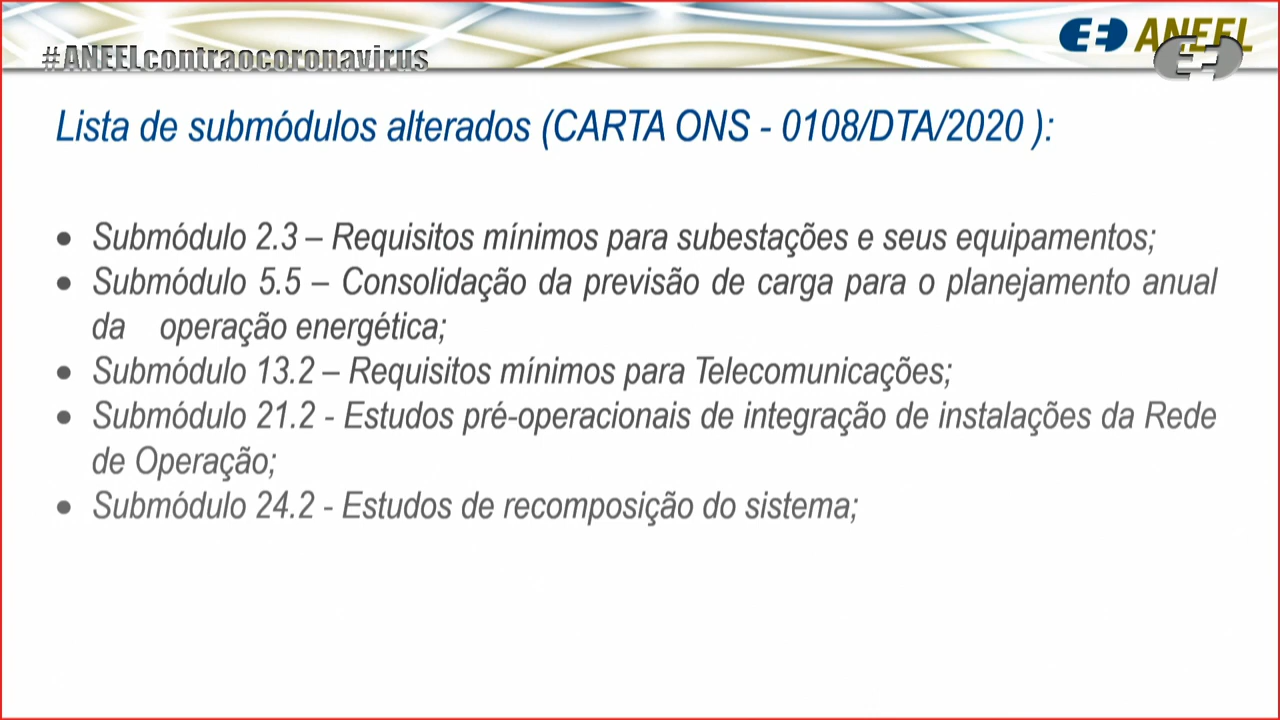 #ANEELcontraocoronavirus
ANEEL
Lista de submódulos alterados (CARTA ONS - 0108/DTA/2020 ):
• Submódulo 2.3 – Requisitos mínimos para subestações e seus equipamentos;
• Submódulo 5.5 – Consolidação da previsão de carga para o planejamento anual
da operação energética;
• Submódulo 13.2 – Requisitos mínimos para Telecomunicações;
• Submódulo 21.2 - Estudos pré-operacionais de integração de instalações da Rede
de Operação;
• Submódulo 24.2 - Estudos de recomposição do sistema;